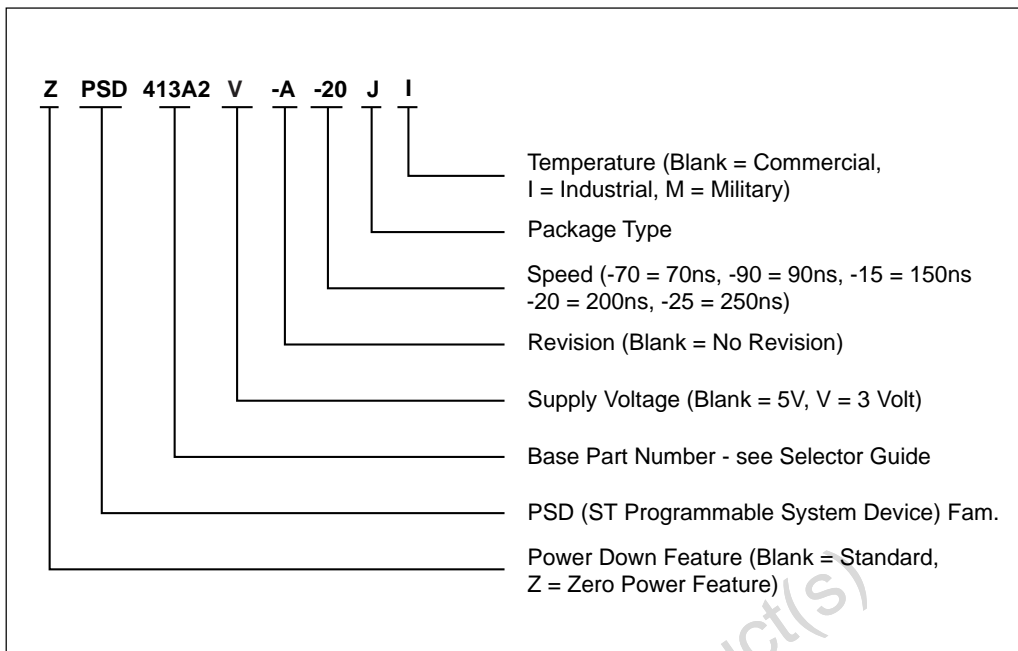 Z PSD 413A2 V -A -20 J I
Temperature (Blank = Commercial,
I = Industrial, M = Military)
Package Type
Speed (-70 = 70ns, -90 = 90ns, -15 = 150ns
-20 = 200ns, -25 = 250ns)
Revision (Blank = No Revision)
Supply Voltage (Blank = 5V, V = 3 Volt)
Base Part Number - see Selector Guide
PSD (ST Programmable System Device) Fam.
Power Down Feature (Blank = Standard,
Z = Zero Power Feature)